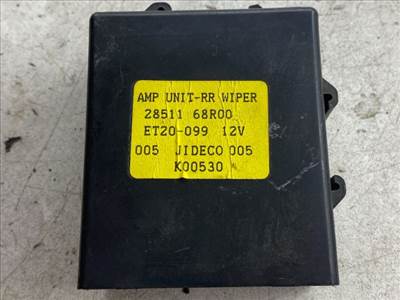 AMP UNIT-RR WIPER
28511 68R00
ET20-099 12V
005 JIDECO 005
K00530